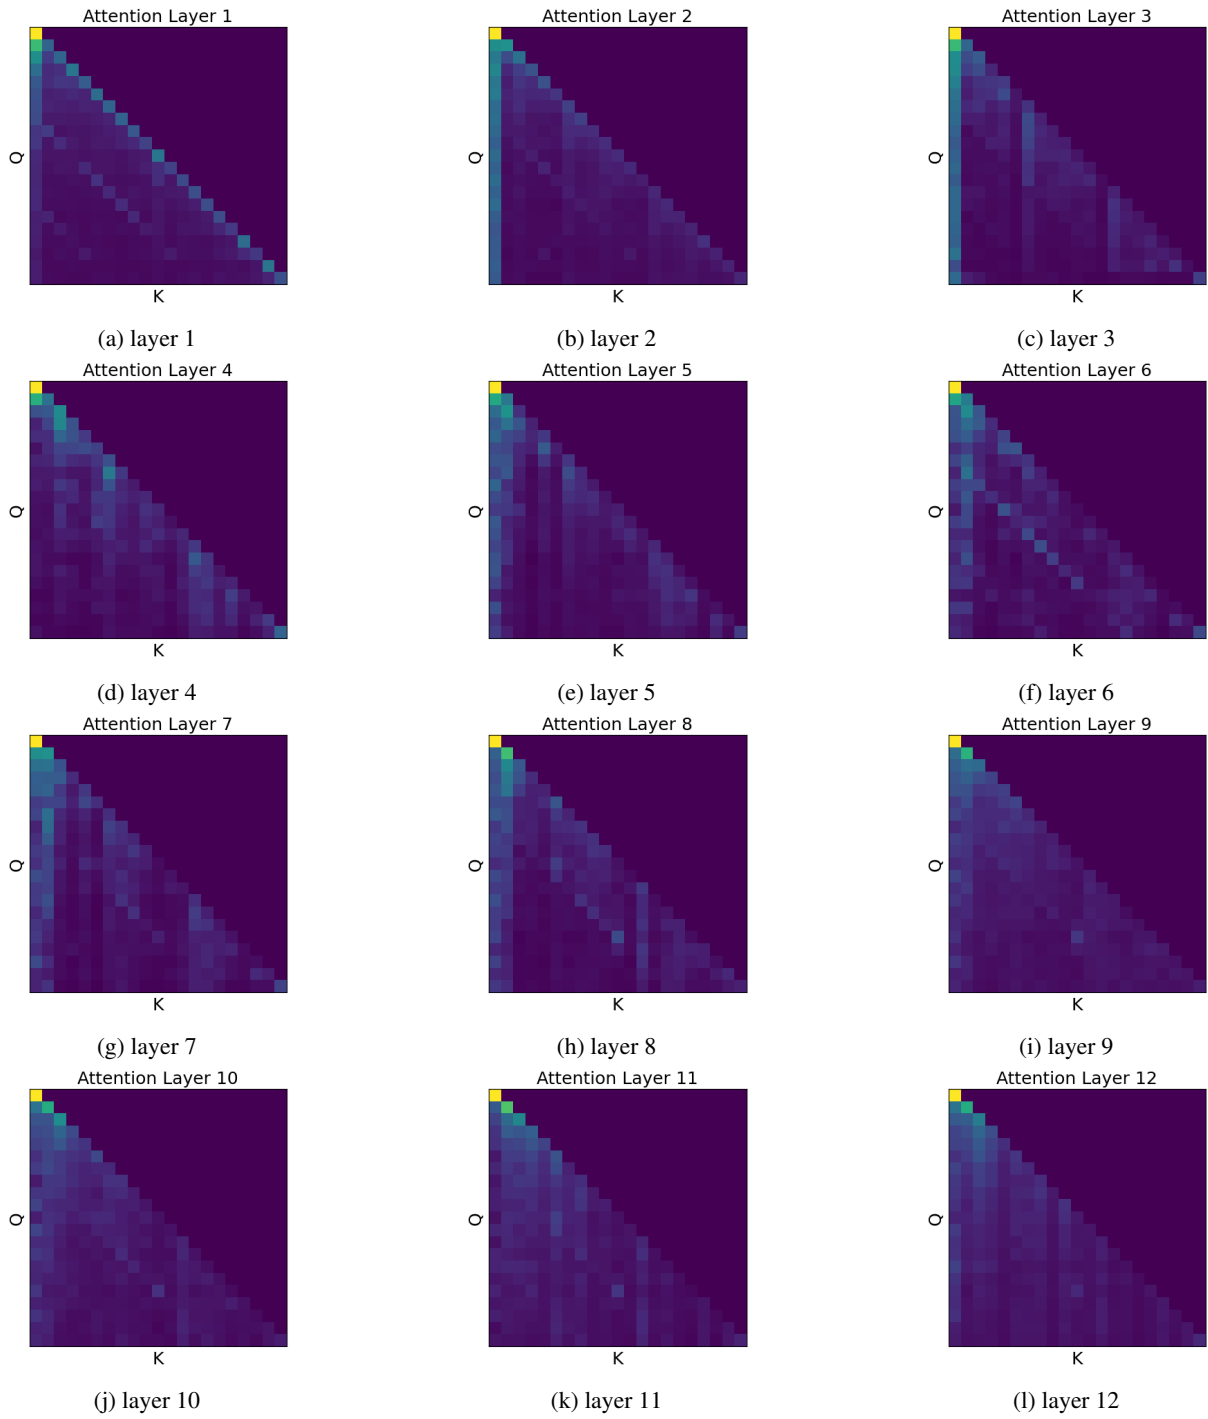 Attention Layer 1
Attention Layer 2
Attention Layer 3
Q
Q
Q
K
K
K
(a) layer 1
(b) layer 2
(c) layer 3
Attention Layer 4
Attention Layer 5
Attention Layer 6
Q
Q
Q
K
K
K
(d) layer 4
(e) layer 5
(f) layer 6
Attention Layer 7
Attention Layer 8
Attention Layer 9
Q
Q
Q
K
K
K
(g) layer 7
(h) layer 8
(i) layer 9
Attention Layer 10
Attention Layer 11
Attention Layer 12
Q
Q
Q
K
K
K
(j) layer 10
(k) layer 11
(l) layer 12